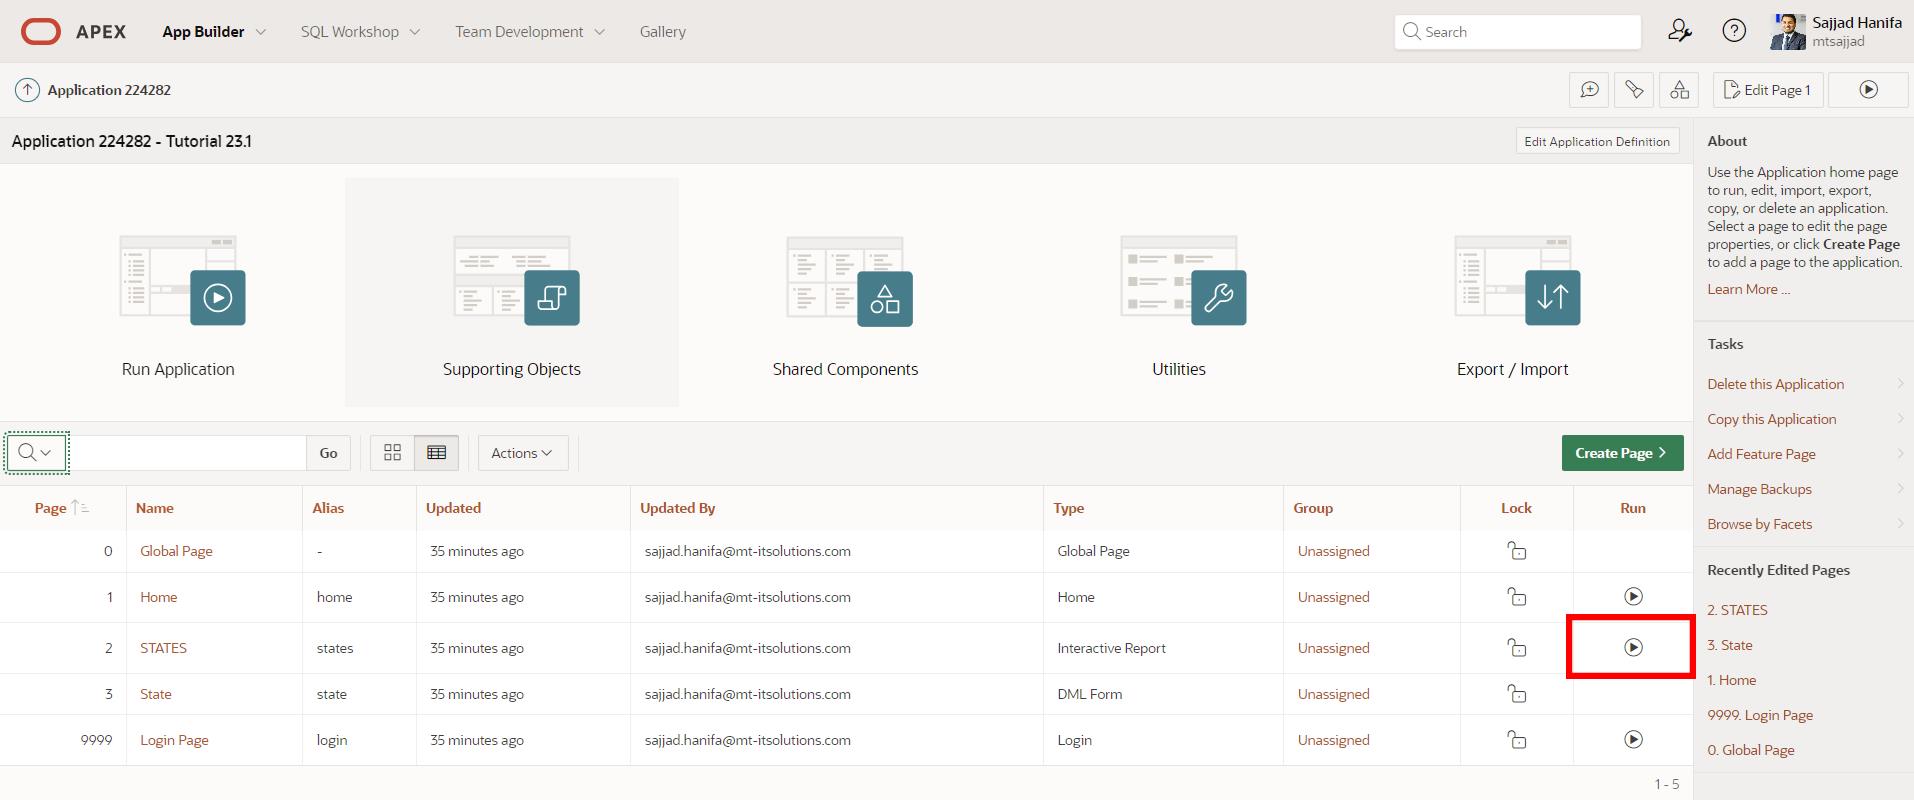 APEX App Builder SQL Workshop Team Development Gallery Search Sajjad Hanifa
mtsajjad
Application 224282 Edit Page 1
Application 224282 - Tutorial 23.1 Edit Application Definition
Run Application Supporting Objects Shared Components Utilities Export / Import
Go Actions Create Page
Page Name Alias Updated Updated By Type Group Lock Run
0 Global Page - 35 minutes ago sajjad.hanifa@mt-itsolutions.com Global Page Unassigned
1 Home home 35 minutes ago sajjad.hanifa@mt-itsolutions.com Home Unassigned
2 STATES states 35 minutes ago sajjad.hanifa@mt-itsolutions.com Interactive Report Unassigned
3 State state 35 minutes ago sajjad.hanifa@mt-itsolutions.com DML Form Unassigned
9999 Login Page login 35 minutes ago sajjad.hanifa@mt-itsolutions.com Login Unassigned
1 - 5
About
Use the Application home page
to run, edit, import, export,
copy, or delete an application.
Select a page to edit the page
properties, or click Create Page
to add a page to the application.
Learn More ...
Tasks
Delete this Application
Copy this Application
Add Feature Page
Manage Backups
Browse by Facets
Recently Edited Pages
2. STATES
3. State
1. Home
9999. Login Page
0. Global Page